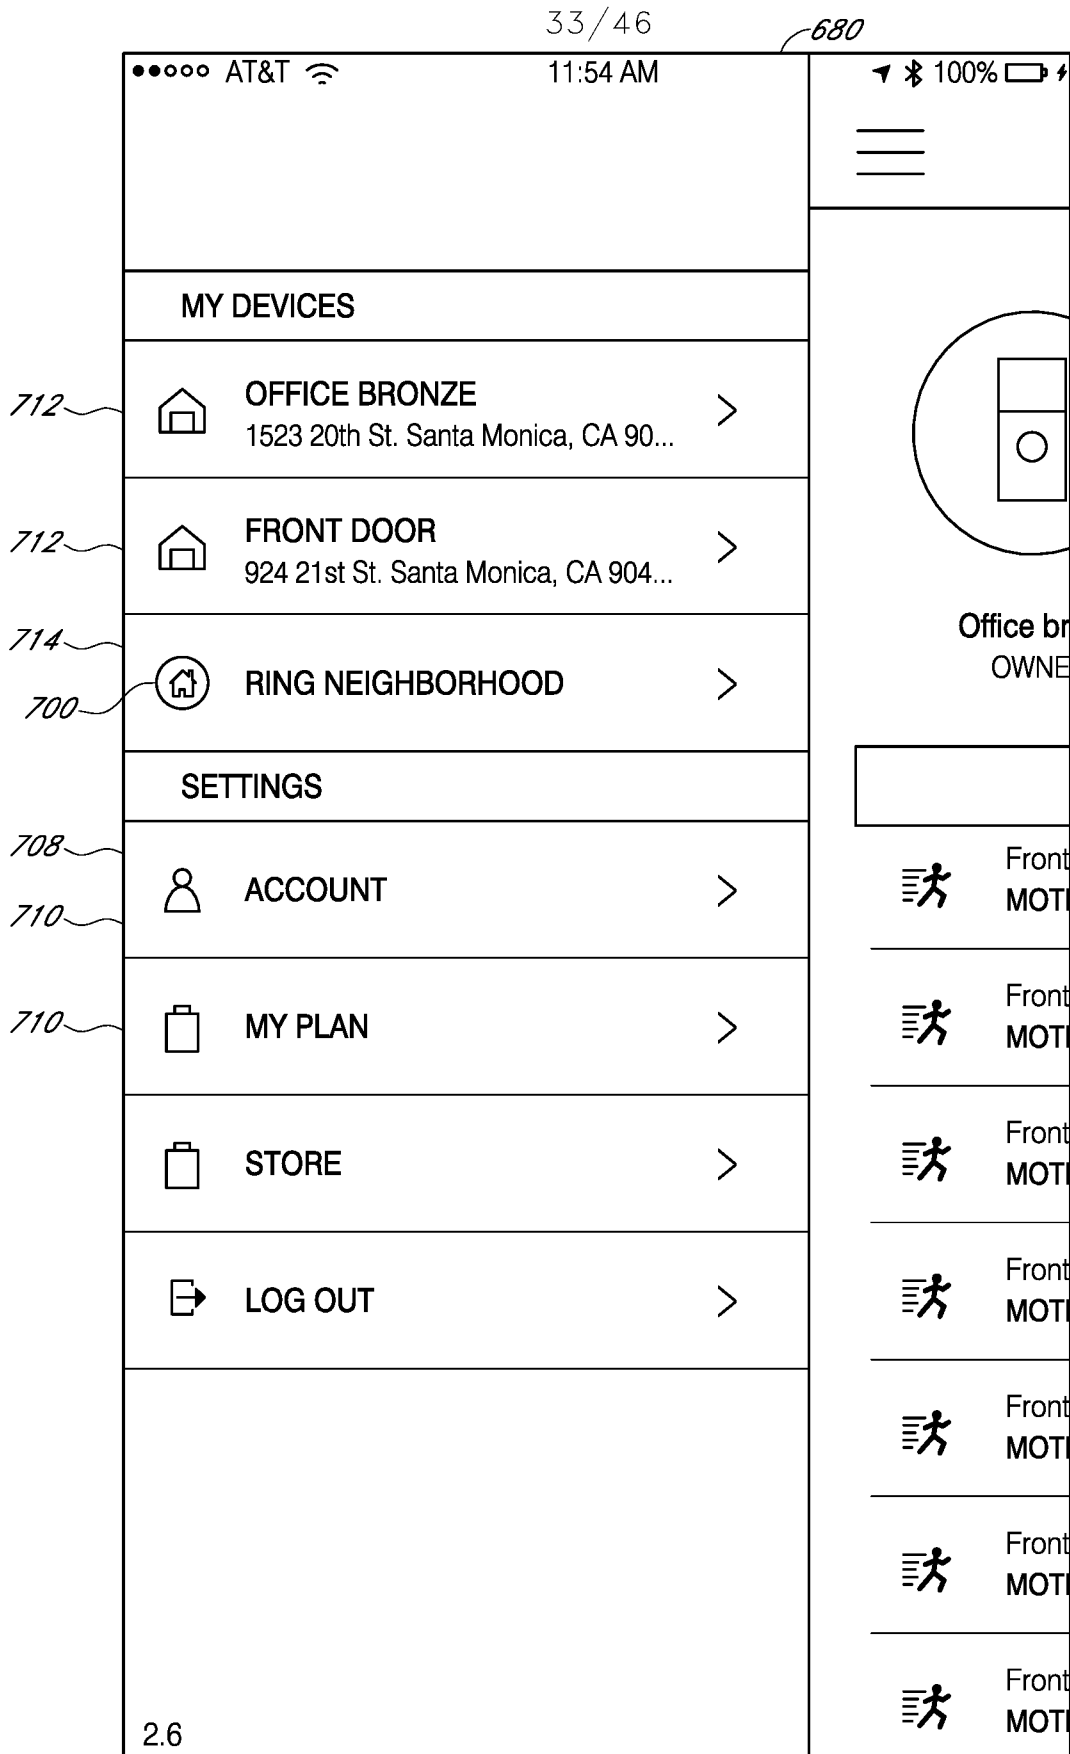 33/46
680
●●○○○ AT&T 11:54 AM 100%
MY DEVICES
712
OFFICE BRONZE
1523 20th St. Santa Monica, CA 90...
712
FRONT DOOR
924 21st St. Santa Monica, CA 904...
714
RING NEIGHBORHOOD
700
SETTINGS
708
ACCOUNT
710
710
MY PLAN
STORE
LOG OUT
2.6
Office br
OWNE
Front
MOTI
Front
MOTI
Front
MOTI
Front
MOTI
Front
MOTI
Front
MOTI
Front
MOTI